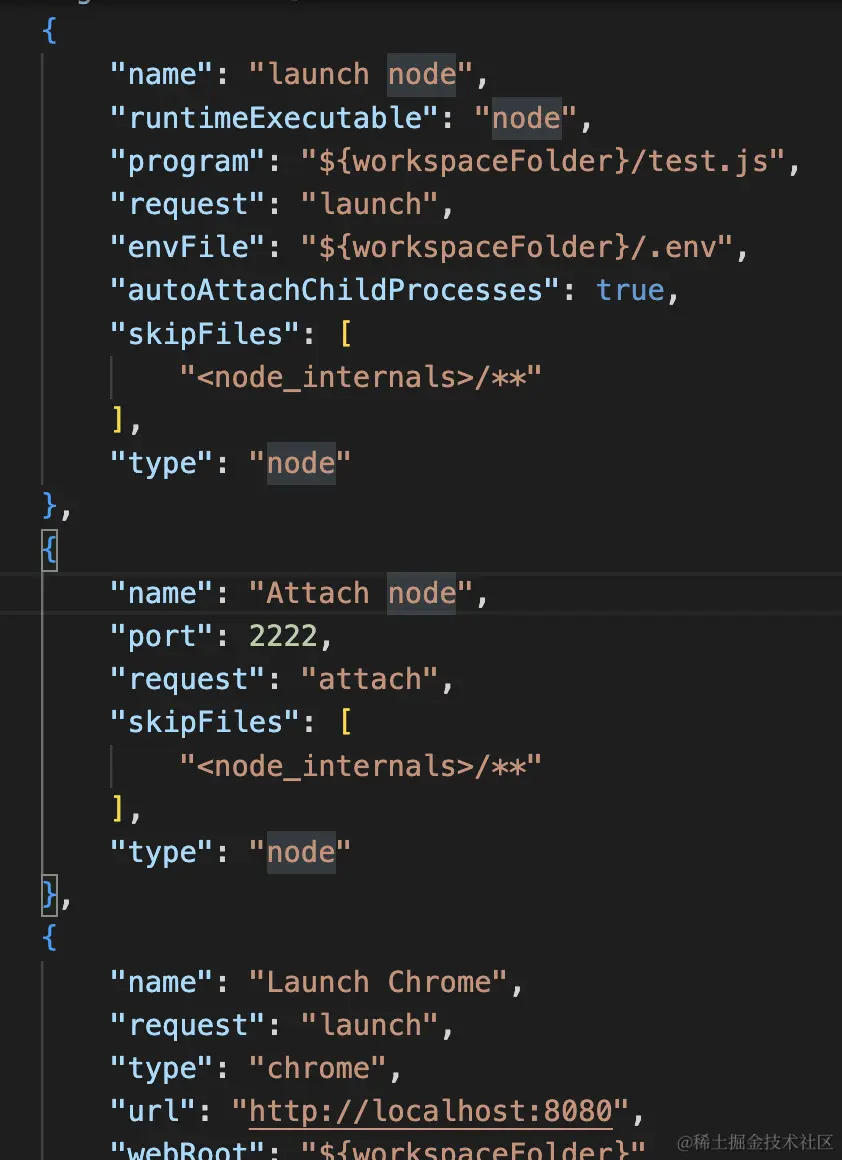 {
"name": "launch node",
"runtimeExecutable": "node",
"program": "${workspaceFolder}/test.js",
"request": "launch",
"envFile": "${workspaceFolder}/.env",
"autoAttachChildProcesses": true,
"skipFiles": [
"<node_internals>/**"
],
"type": "node"
},
{
"name": "Attach node",
"port": 2222,
"request": "attach",
"skipFiles": [
"<node_internals>/**"
],
"type": "node"
},
{
"name": "Launch Chrome",
"request": "launch",
"type": "chrome",
"url": "http://localhost:8080",
"webRoot": "${workspaceFolder}"
@稀土掘金技术社区